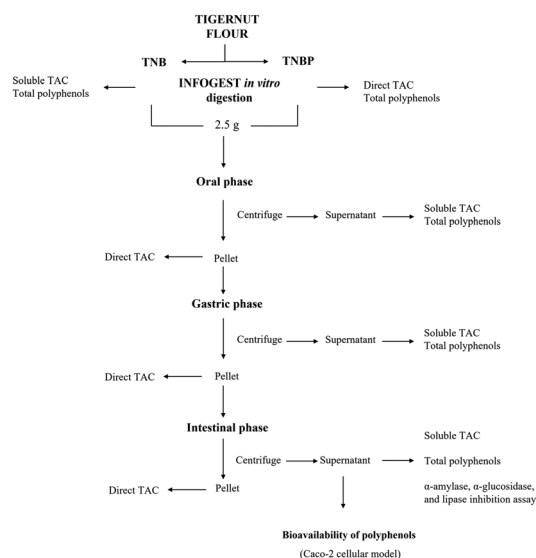 TIGERNUT
FLOUR
TNB
TNBP
Soluble TAC
Total polyphenols
INFOGEST in vitro
digestion
Direct TAC
Total polyphenols
2.5 g
Oral phase
Centrifuge
Supernatant
Soluble TAC
Total polyphenols
Direct TAC
Pellet
Gastric phase
Centrifuge
Supernatant
Soluble TAC
Total polyphenols
Direct TAC
Pellet
Intestinal phase
Soluble TAC
Centrifuge
Supernatant
Total polyphenols
Direct TAC
Pellet
α-amylase, α-glucosidase,
and lipase inhibition assay
Bioavailability of polyphenols
(Caco-2 cellular model)